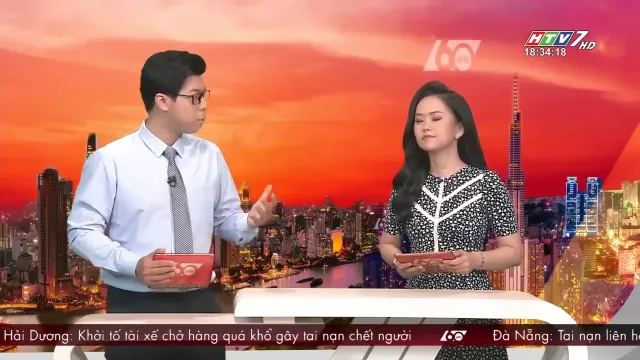 HTV7 HD
18:34:18
60 giây
Hải Dương: Khởi tố tài xế chở hàng quá khổ gây tai nạn chết người 60 Đà Nẵng: Tai nạn liên h